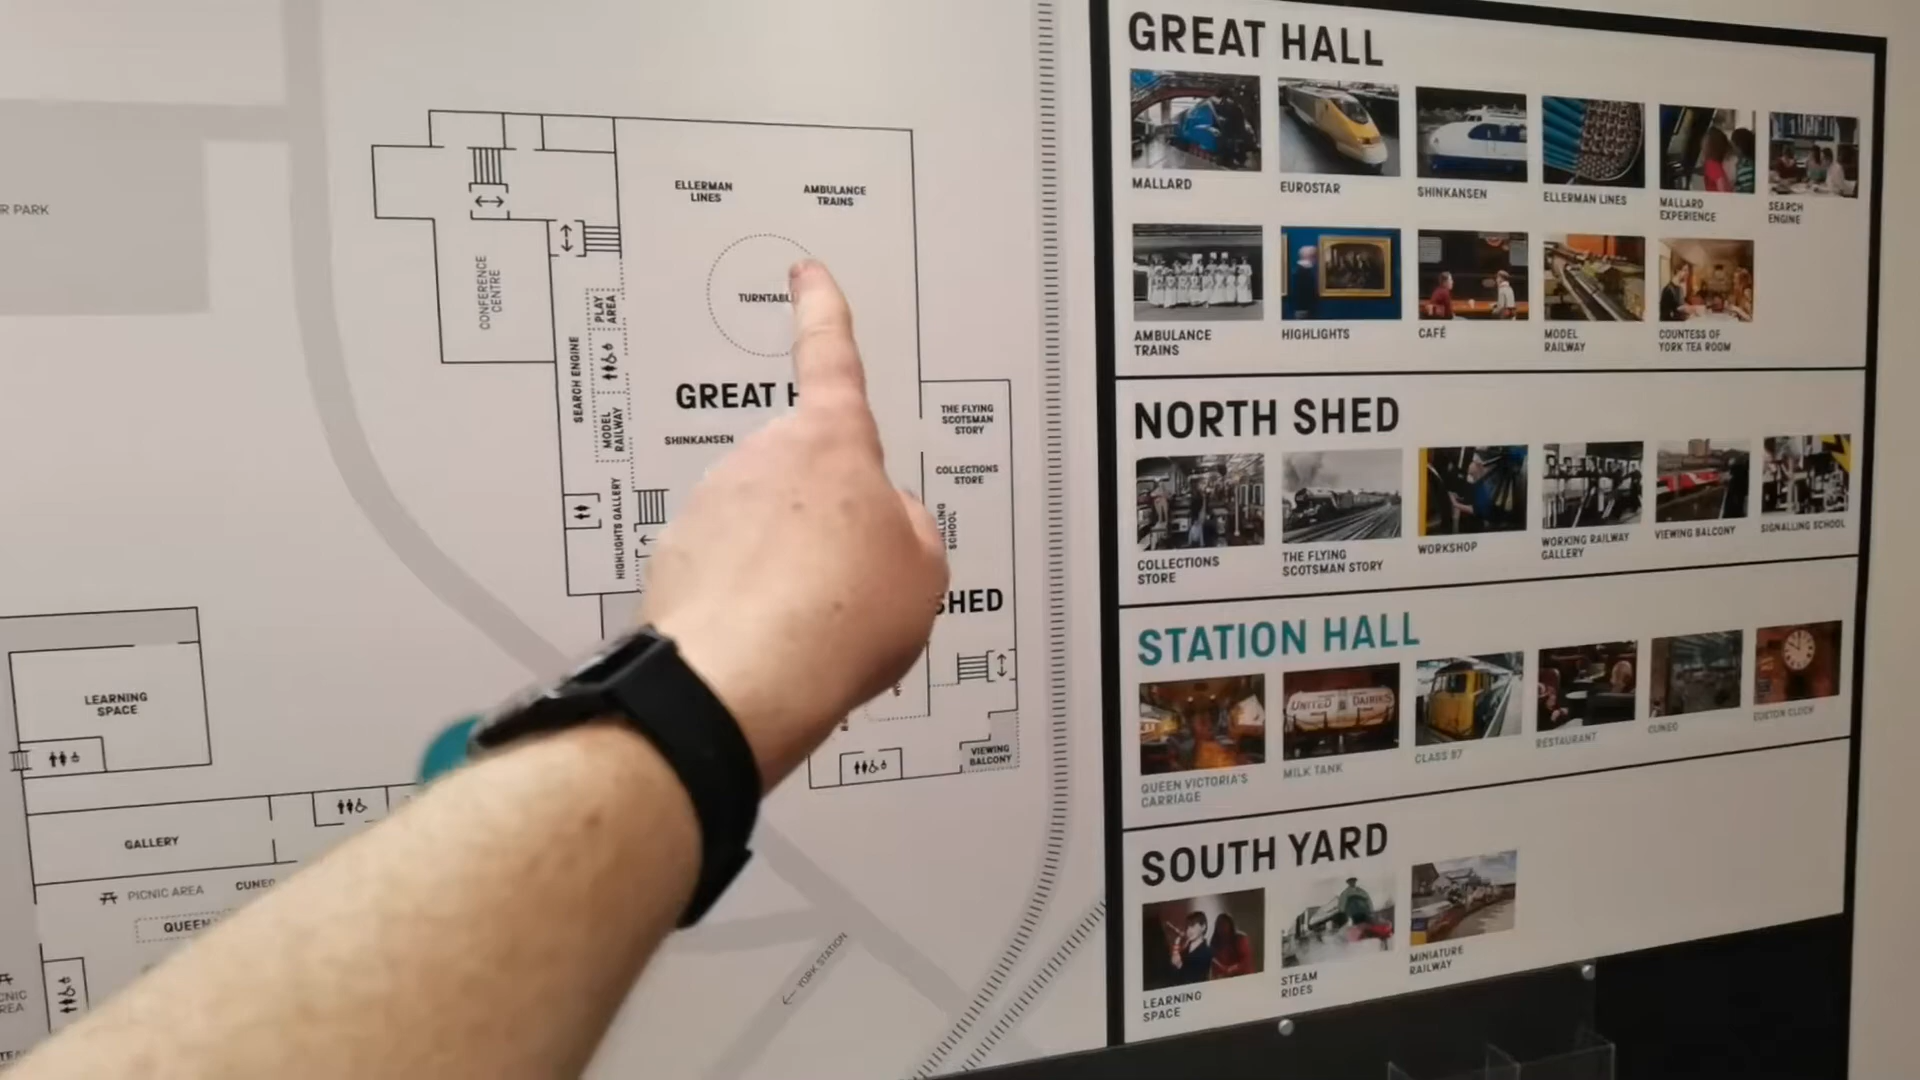 R PARK
ELLERMAN
LINES
AMBULANCE
TRAINS
CONFERENCE
CENTRE
PLAY
AREA
SEARCH ENGINE
MODEL
RAILWAY
HIGHLIGHTS GALLERY
GREAT H
SHINKANSEN
THE FLYING
SCOTSMAN
STORY
COLLECTIONS
STORE
SCHOOL
SHED
VIEWING
BALCONY
LEARNING
SPACE
GALLERY
PICNIC AREA
CUNEO
QUEEN
← YORK STATION
GREAT HALL
MALLARD
EUROSTAR
SHINKANSEN
ELLERMAN LINES
MALLARD
EXPERIENCE
SEARCH
ENGINE
AMBULANCE
TRAINS
HIGHLIGHTS
CAFÉ
MODEL
RAILWAY
COUNTESS OF
YORK TEA ROOM
NORTH SHED
COLLECTIONS
STORE
THE FLYING
SCOTSMAN STORY
WORKSHOP
WORKING RAILWAY
GALLERY
VIEWING BALCONY
SIGNALLING SCHOOL
STATION HALL
UNITED DAIRIES
QUEEN VICTORIA'S
CARRIAGE
MILK TANK
CLASS 87
RESTAURANT
CUNEO
EUSTON CLOCK
SOUTH YARD
LEARNING
SPACE
STEAM
RIDES
MINIATURE
RAILWAY